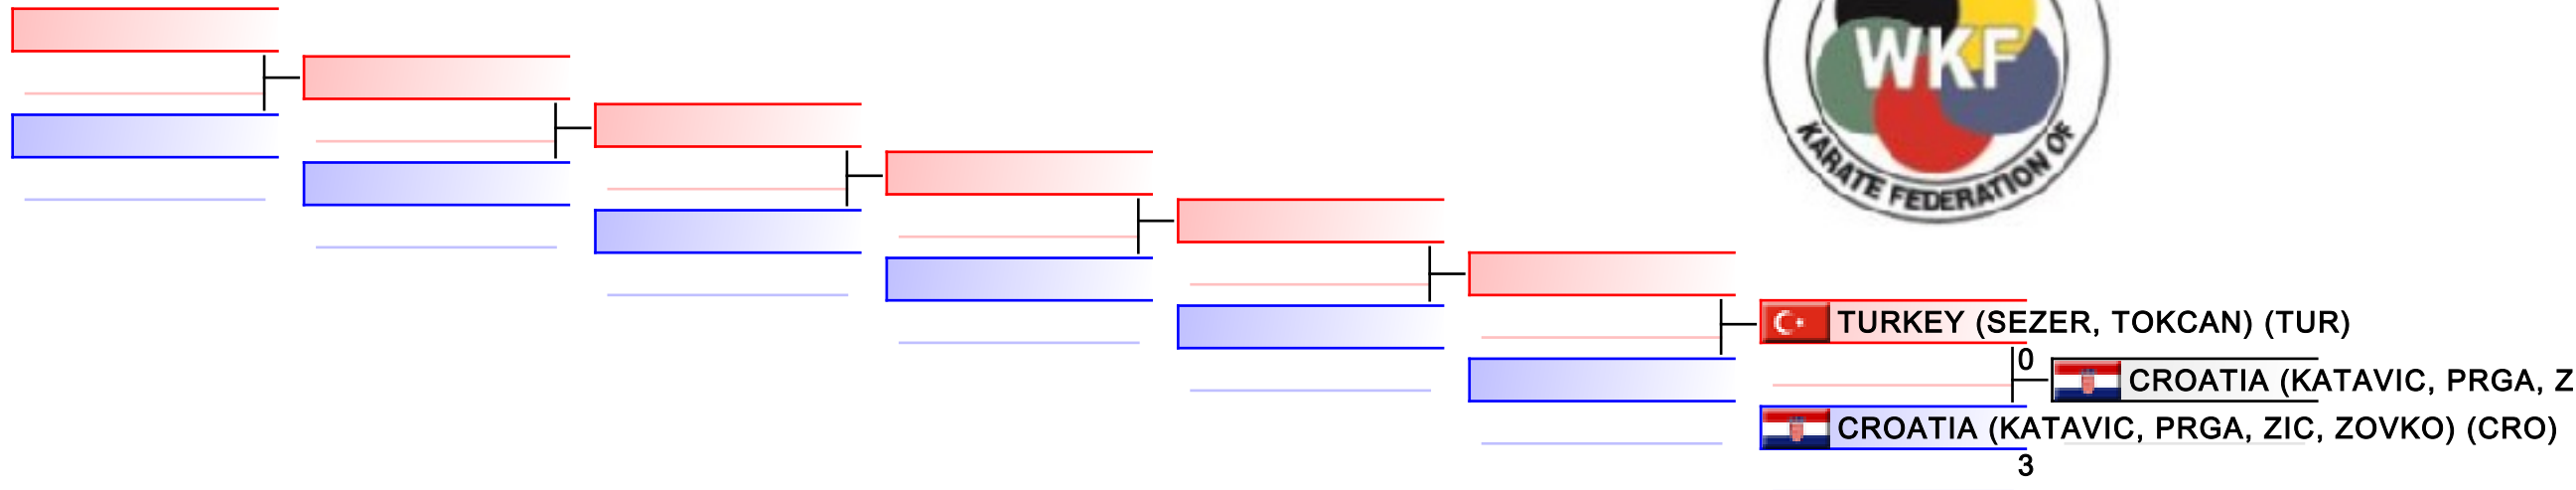 WKF
KARATE FEDERATION OF
TURKEY (SEZER, TOKCAN) (TUR)
0
CROATIA (KATAVIC, PRGA, Z
CROATIA (KATAVIC, PRGA, ZIC, ZOVKO) (CRO)
3